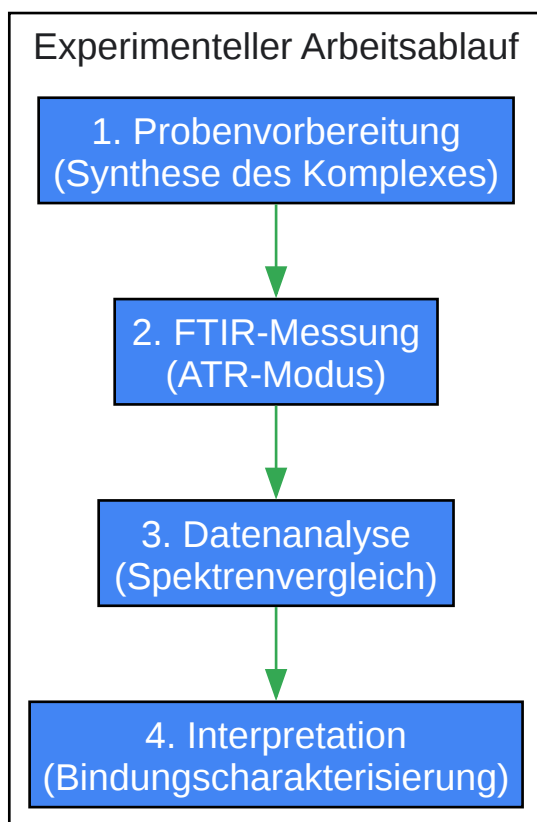 Experimenteller Arbeitsablauf
1. Probenvorbereitung
(Synthese des Komplexes)
2. FTIR-Messung
(ATR-Modus)
3. Datenanalyse
(Spektrenvergleich)
4. Interpretation
(Bindungscharakterisierung)